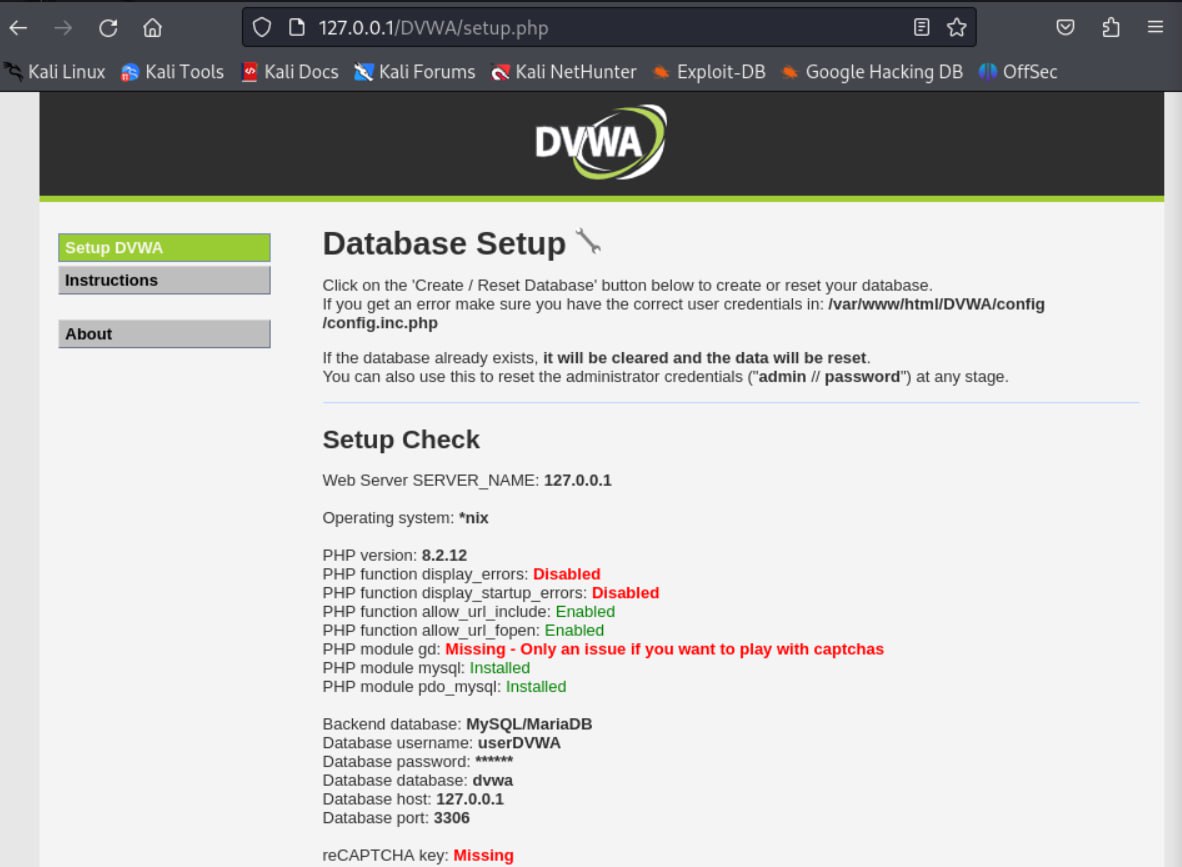 127.0.0.1/DVWA/setup.php
Kali Linux Kali Tools Kali Docs Kali Forums Kali NetHunter Exploit-DB Google Hacking DB OffSec
DVWA
Setup DVWA
Instructions
About
Database Setup
Click on the 'Create / Reset Database' button below to create or reset your database.
If you get an error make sure you have the correct user credentials in: /var/www/html/DVWA/config
/config.inc.php
If the database already exists, it will be cleared and the data will be reset.
You can also use this to reset the administrator credentials ("admin // password") at any stage.
Setup Check
Web Server SERVER_NAME: 127.0.0.1
Operating system: *nix
PHP version: 8.2.12
PHP function display_errors: Disabled
PHP function display_startup_errors: Disabled
PHP function allow_url_include: Enabled
PHP function allow_url_fopen: Enabled
PHP module gd: Missing - Only an issue if you want to play with captchas
PHP module mysql: Installed
PHP module pdo_mysql: Installed
Backend database: MySQL/MariaDB
Database username: userDVWA
Database password: ******
Database database: dvwa
Database host: 127.0.0.1
Database port: 3306
reCAPTCHA key: Missing